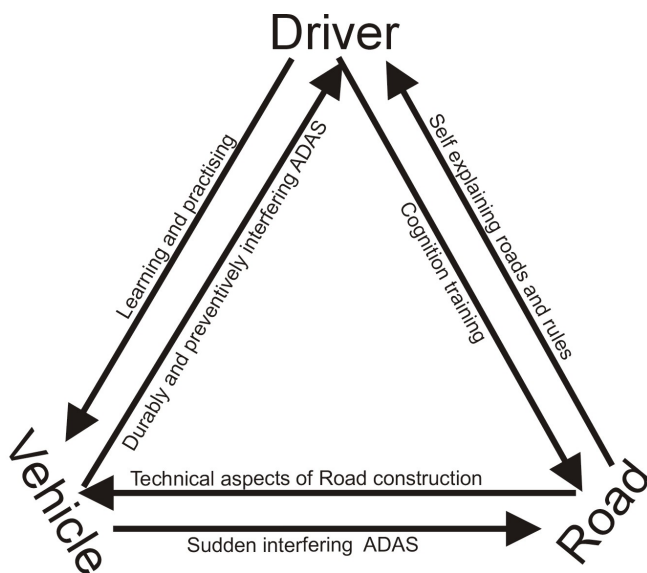 Driver
Learning and practising
Durably and preventively interfering ADAS
Cognition training
Self explaining roads and rules
Vehicle
Technical aspects of Road construction
Sudden interfering ADAS
Road